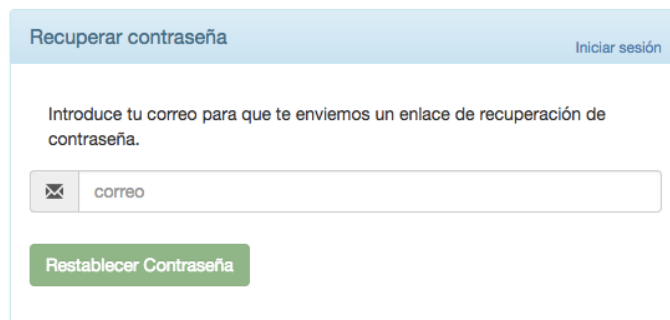 Recuperar contraseña
Iniciar sesión
Introduce tu correo para que te enviemos un enlace de recuperación de
contraseña.
correo
Restablecer Contraseña